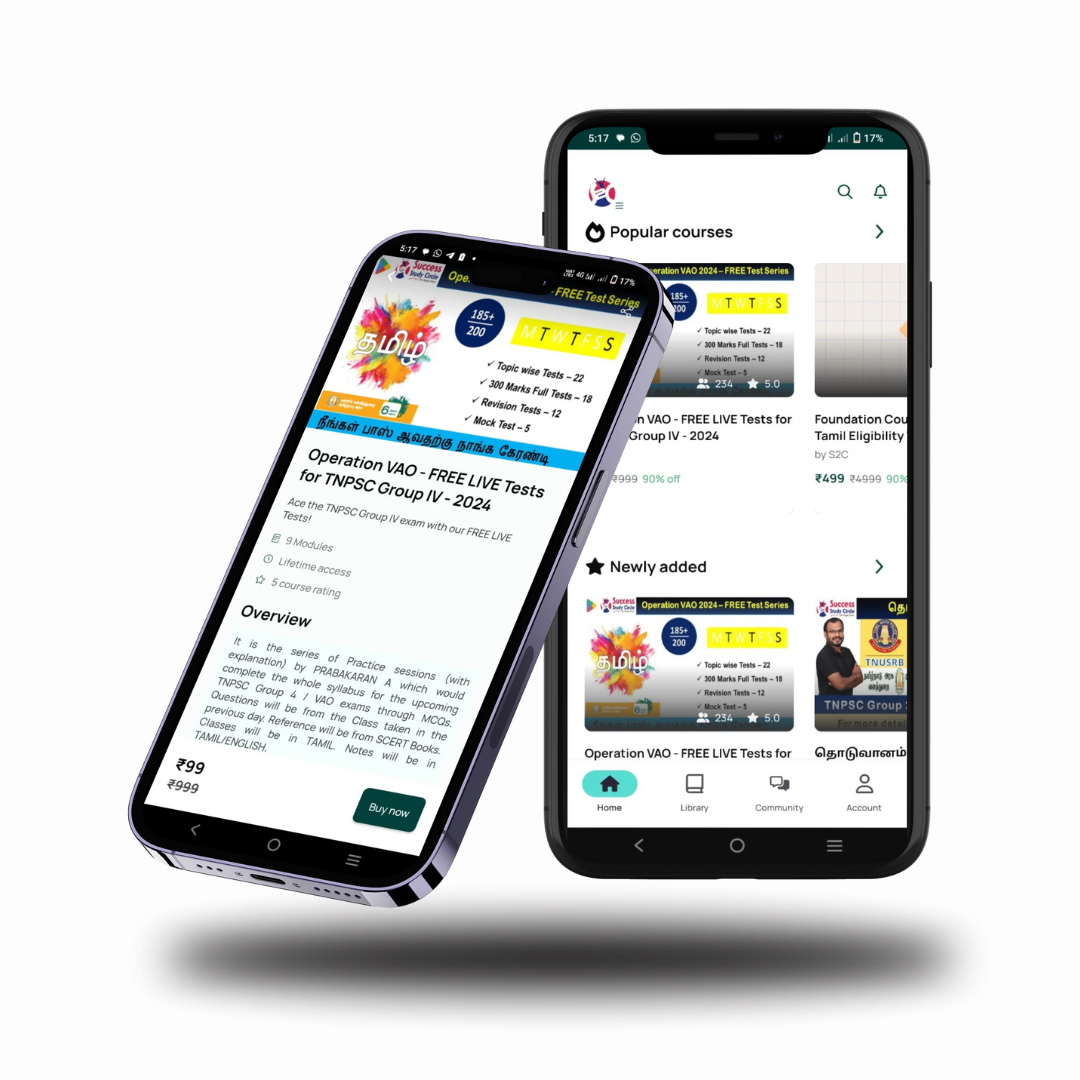 5:17
17%
Success
Study Circle
Ope
- FREE Test Series
தமிழ்
185+
200
M T W T F S S
✓ Topic wise Tests – 22
✓ 300 Marks Full Tests – 18
✓ Revision Tests – 12
✓ Mock Test – 5
நீங்கள் பாஸ் ஆவதற்கு நாங்க கேரண்டி
Operation VAO - FREE LIVE Tests
for TNPSC Group IV - 2024
Ace the TNPSC Group IV exam with our FREE LIVE
Tests!
9 Modules
Lifetime access
5 course rating
Overview
It is the series of Practice sessions (with
explanation) by PRABAKARAN A which would
complete the whole syllabus for the upcoming
TNPSC Group 4 / VAO exams through MCQs.
Questions will be from the Class taken in the
previous day. Reference will be from SCERT Books.
Classes will be in TAMIL. Notes will be in
TAMIL/ENGLISH.
₹99
₹999
Buy now
5:17
17%
Popular courses
eration VAO 2024 – FREE Test Series
185+
200
M T W T F S S
✓ Topic wise Tests – 22
✓ 300 Marks Full Tests – 18
✓ Revision Tests – 12
✓ Mock Test – 5
234 5.0
n VAO - FREE LIVE Tests for
Group IV - 2024
₹999 90% off
Foundation Cou
Tamil Eligibility
by S2C
₹499 ₹4999 90%
Newly added
Success
Study Circle
Operation VAO 2024 – FREE Test Series
தமிழ்
185+
200
M T W T F S S
✓ Topic wise Tests – 22
✓ 300 Marks Full Tests – 18
✓ Revision Tests – 12
✓ Mock Test – 5
234 5.0
Operation VAO - FREE LIVE Tests for
Success
Study Circle
தொ
TNUSRB
TNPSC Group
For more detai
தொடுவானம்
Home
Library
Community
Account